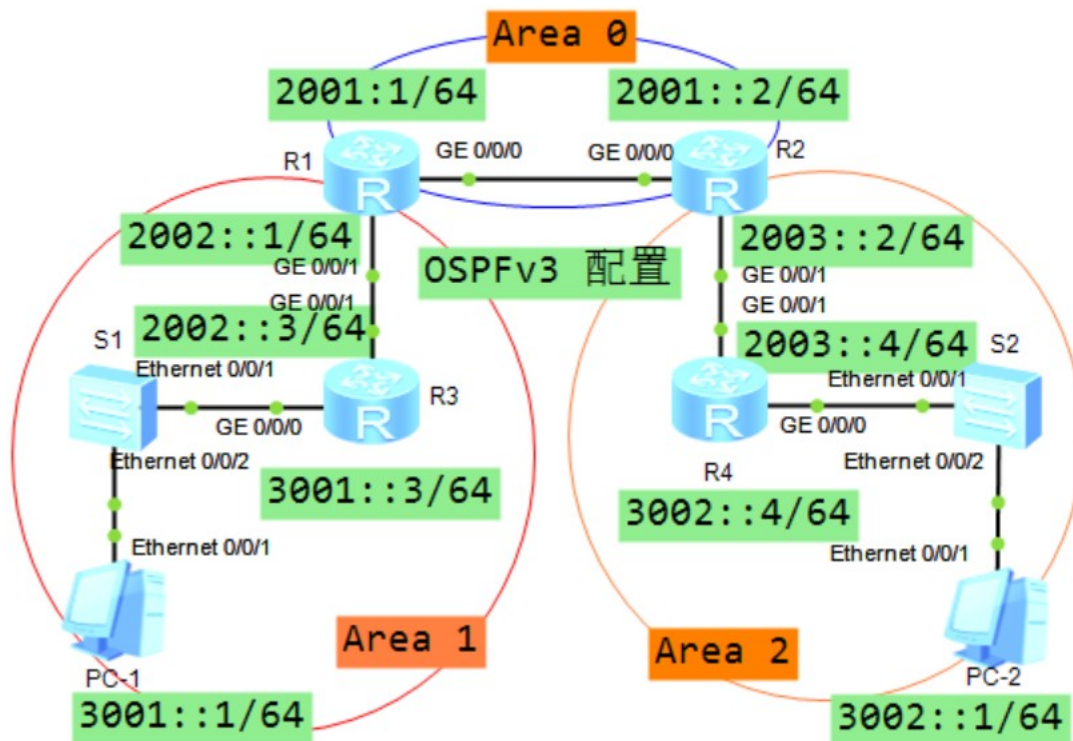 Area 0
2001:1/64
2001::2/64
R1
GE 0/0/0
GE 0/0/0
R2
2002::1/64
GE 0/0/1
OSPFv3 配置
2003::2/64
GE 0/0/1
GE 0/0/1
GE 0/0/1
2002::3/64
2003::4/64
S1
S2
Ethernet 0/0/1
Ethernet 0/0/1
R3
GE 0/0/0
GE 0/0/0
Ethernet 0/0/2
Ethernet 0/0/2
R4
3001::3/64
3002::4/64
Ethernet 0/0/1
Ethernet 0/0/1
Area 1
Area 2
PC-1
PC-2
3001::1/64
3002::1/64